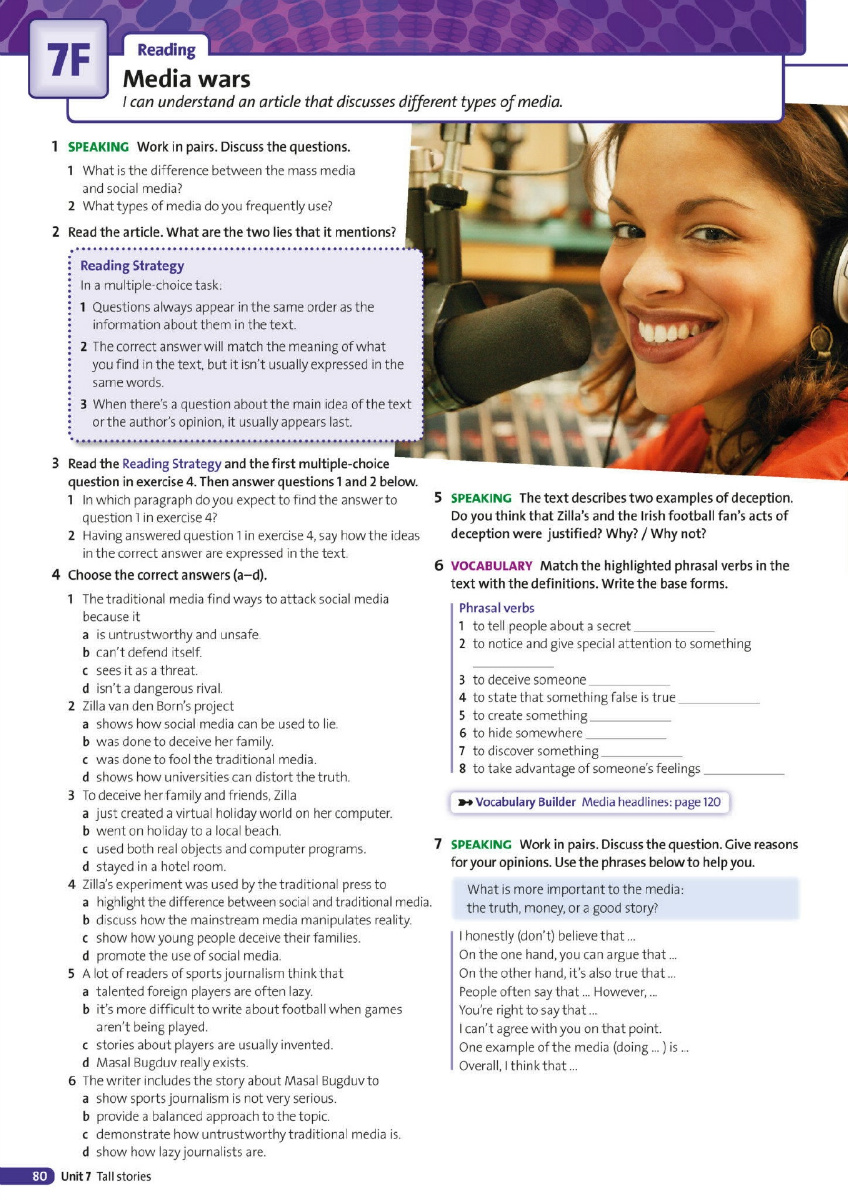 7F
Reading
Media wars
I can understand an article that discusses different types of media.
1 SPEAKING Work in pairs. Discuss the questions.
1 What is the difference between the mass media
and social media?
2 What types of media do you frequently use?
2 Read the article. What are the two lies that it mentions?
Reading Strategy
In a multiple-choice task:
1 Questions always appear in the same order as the
information about them in the text.
2 The correct answer will match the meaning of what
you find in the text, but it isn't usually expressed in the
same words.
3 When there's a question about the main idea of the text
or the author's opinion, it usually appears last.
3 Read the Reading Strategy and the first multiple-choice
question in exercise 4. Then answer questions 1 and 2 below.
1 In which paragraph do you expect to find the answer to
question 1 in exercise 4?
2 Having answered question 1 in exercise 4, say how the ideas
in the correct answer are expressed in the text.
4 Choose the correct answers (a–d).
1 The traditional media find ways to attack social media
because it
a is untrustworthy and unsafe.
b can't defend itself.
c sees it as a threat.
d isn't a dangerous rival.
2 Zilla van den Born's project
a shows how social media can be used to lie.
b was done to deceive her family.
c was done to fool the traditional media.
d shows how universities can distort the truth.
3 To deceive her family and friends, Zilla
a just created a virtual holiday world on her computer.
b went on holiday to a local beach.
c used both real objects and computer programs.
d stayed in a hotel room.
4 Zilla's experiment was used by the traditional press to
a highlight the difference between social and traditional media.
b discuss how the mainstream media manipulates reality.
c show how young people deceive their families.
d promote the use of social media.
5 A lot of readers of sports journalism think that
a talented foreign players are often lazy.
b it's more difficult to write about football when games
aren't being played.
c stories about players are usually invented.
d Masal Bugduv really exists.
6 The writer includes the story about Masal Bugduv to
a show sports journalism is not very serious.
b provide a balanced approach to the topic.
c demonstrate how untrustworthy traditional media is.
d show how lazy journalists are.
5 SPEAKING The text describes two examples of deception.
Do you think that Zilla's and the Irish football fan's acts of
deception were justified? Why? / Why not?
6 VOCABULARY Match the highlighted phrasal verbs in the
text with the definitions. Write the base forms.
Phrasal verbs
1 to tell people about a secret ____________
2 to notice and give special attention to something
____________
3 to deceive someone ____________
4 to state that something false is true ____________
5 to create something ____________
6 to hide somewhere ____________
7 to discover something ____________
8 to take advantage of someone's feelings ____________
Vocabulary Builder Media headlines: page 120
7 SPEAKING Work in pairs. Discuss the question. Give reasons
for your opinions. Use the phrases below to help you.
What is more important to the media:
the truth, money, or a good story?
I honestly (don't) believe that ...
On the one hand, you can argue that ...
On the other hand, it's also true that ...
People often say that ... However, ...
You're right to say that ...
I can't agree with you on that point.
One example of the media (doing ... ) is ...
Overall, I think that ...
80 Unit 7 Tall stories